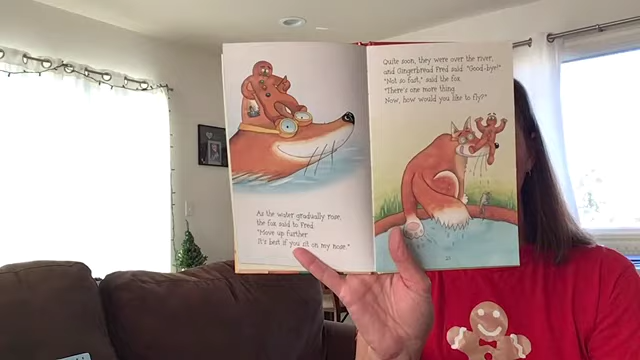 As the water gradually rose,
the fox said to Fred
"Move up further.
It's best if you sit on my nose."
Quite soon, they were over the river,
and Gingerbread Fred said "Good-bye!"
"Not so fast," said the fox.
"There's one more thing.
Now, how would you like to fly?"